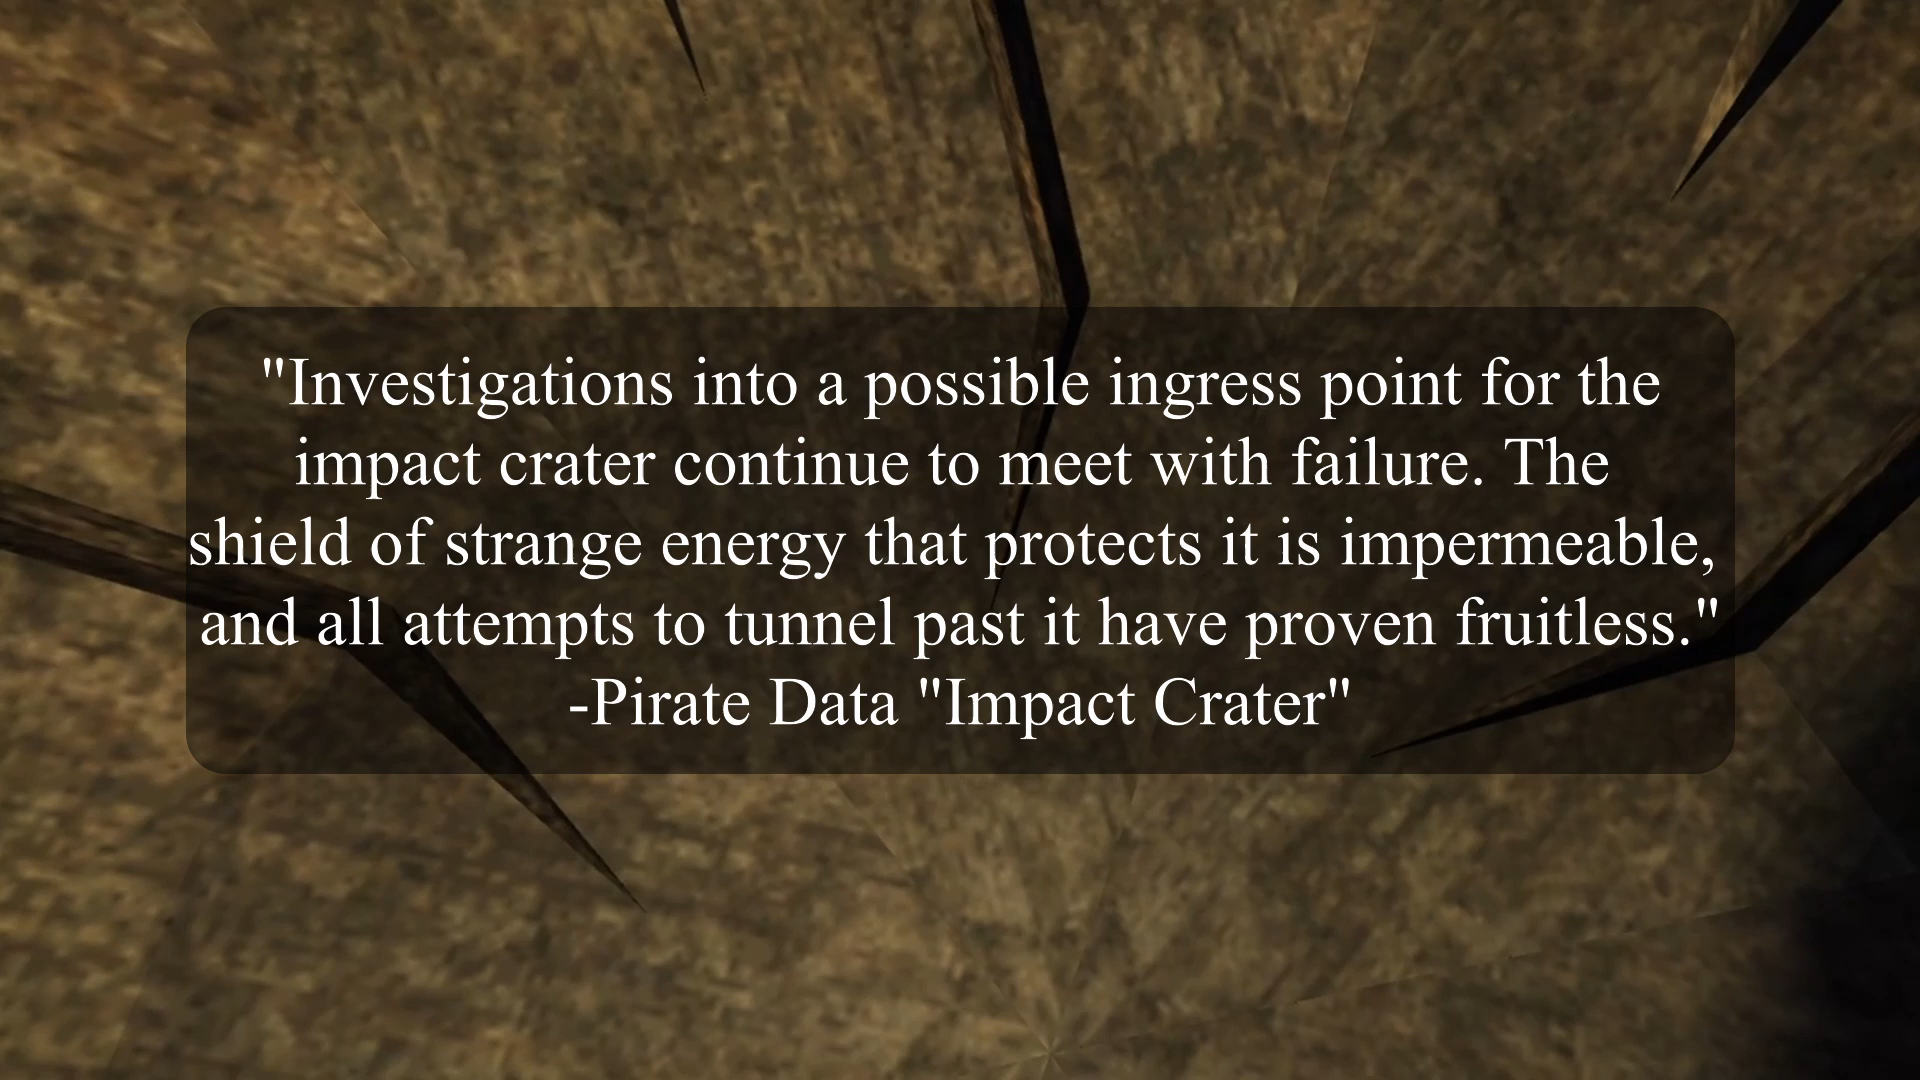 "Investigations into a possible ingress point for the
impact crater continue to meet with failure. The
shield of strange energy that protects it is impermeable,
and all attempts to tunnel past it have proven fruitless."
-Pirate Data "Impact Crater"